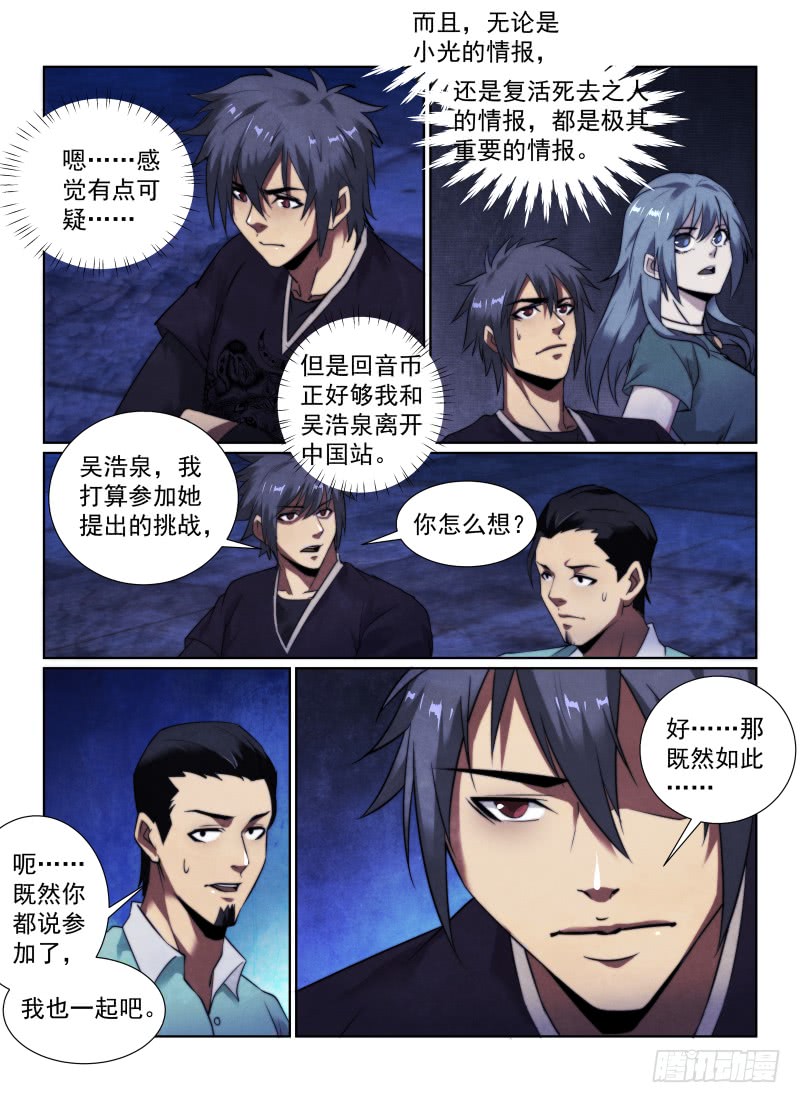 嗯……感
觉有点可
疑……
而且，无论是
小光的情报，
还是复活死去之人
的情报，都是极其
重要的情报。
但是回音币
正好够我和
吴浩泉离开
中国站。
吴浩泉，我
打算参加她
提出的挑战，
你怎么想？
呃……
既然你
都说参
加了，
我也一起吧。
好……那
既然如此
……
腾讯动漫